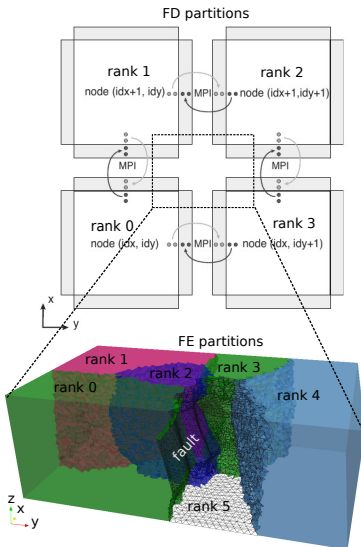 FD partitions
rank 1
rank 2
node (idx+1, idy)
MPI
node (idx+1,idy+1)
MPI
MPI
rank 0
rank 3
node (idx, idy)
MPI
node (idx, idy+1)
x
y
FE partitions
rank 1
rank 0
rank 2
rank 3
rank 4
fault
rank 5
z
x
y